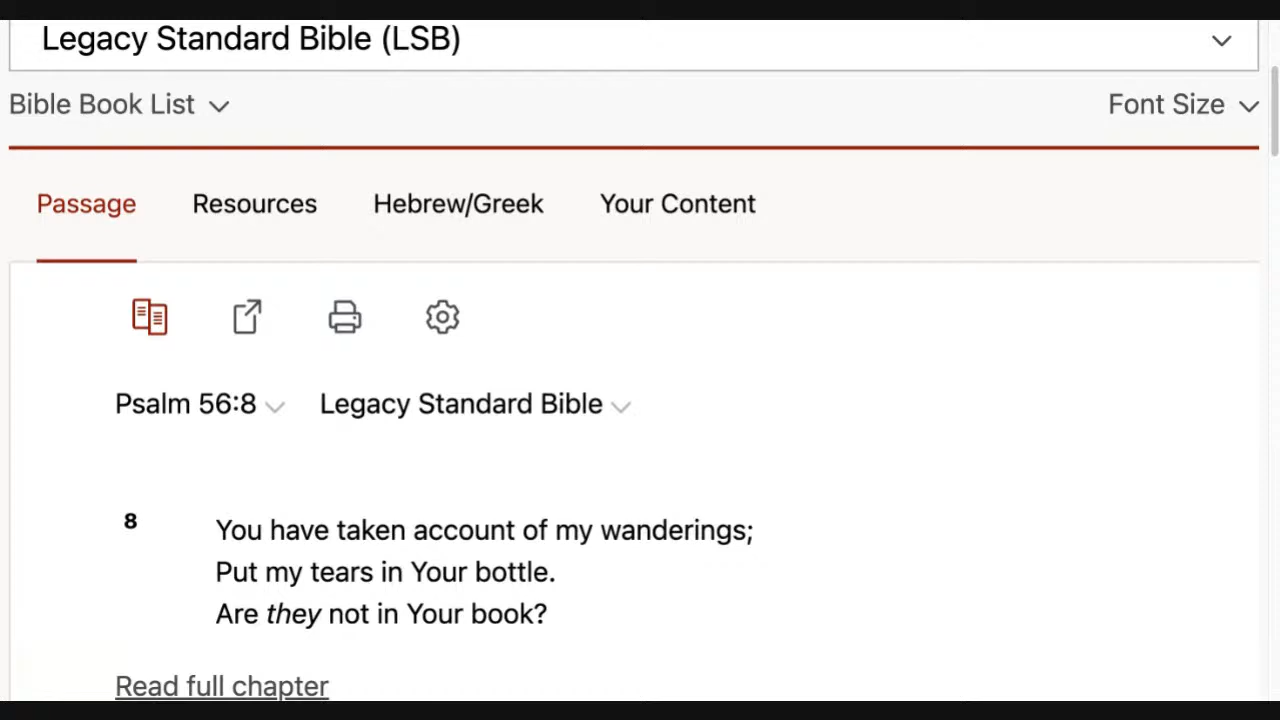 Legacy Standard Bible (LSB)
Bible Book List
Font Size
Passage Resources Hebrew/Greek Your Content
Psalm 56:8 Legacy Standard Bible
8 You have taken account of my wanderings;
Put my tears in Your bottle.
Are they not in Your book?
Read full chapter